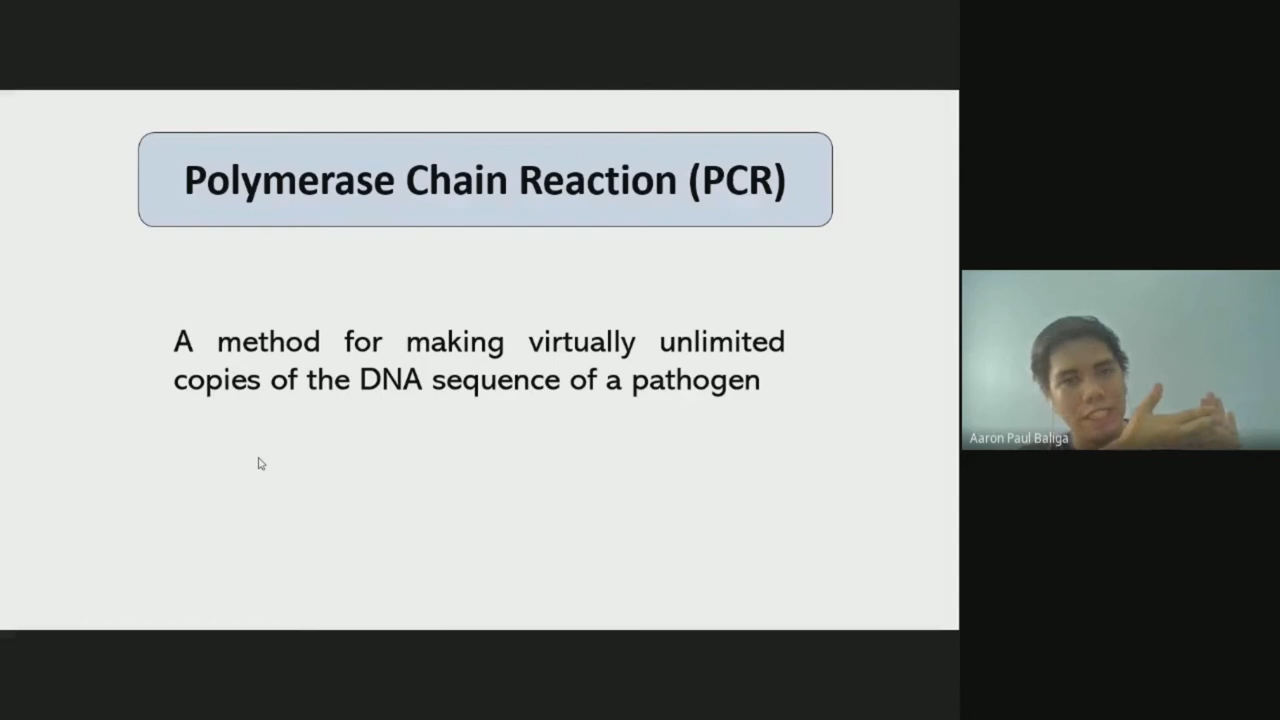 Polymerase Chain Reaction (PCR)
A method for making virtually unlimited
copies of the DNA sequence of a pathogen
Aaron Paul Baliga